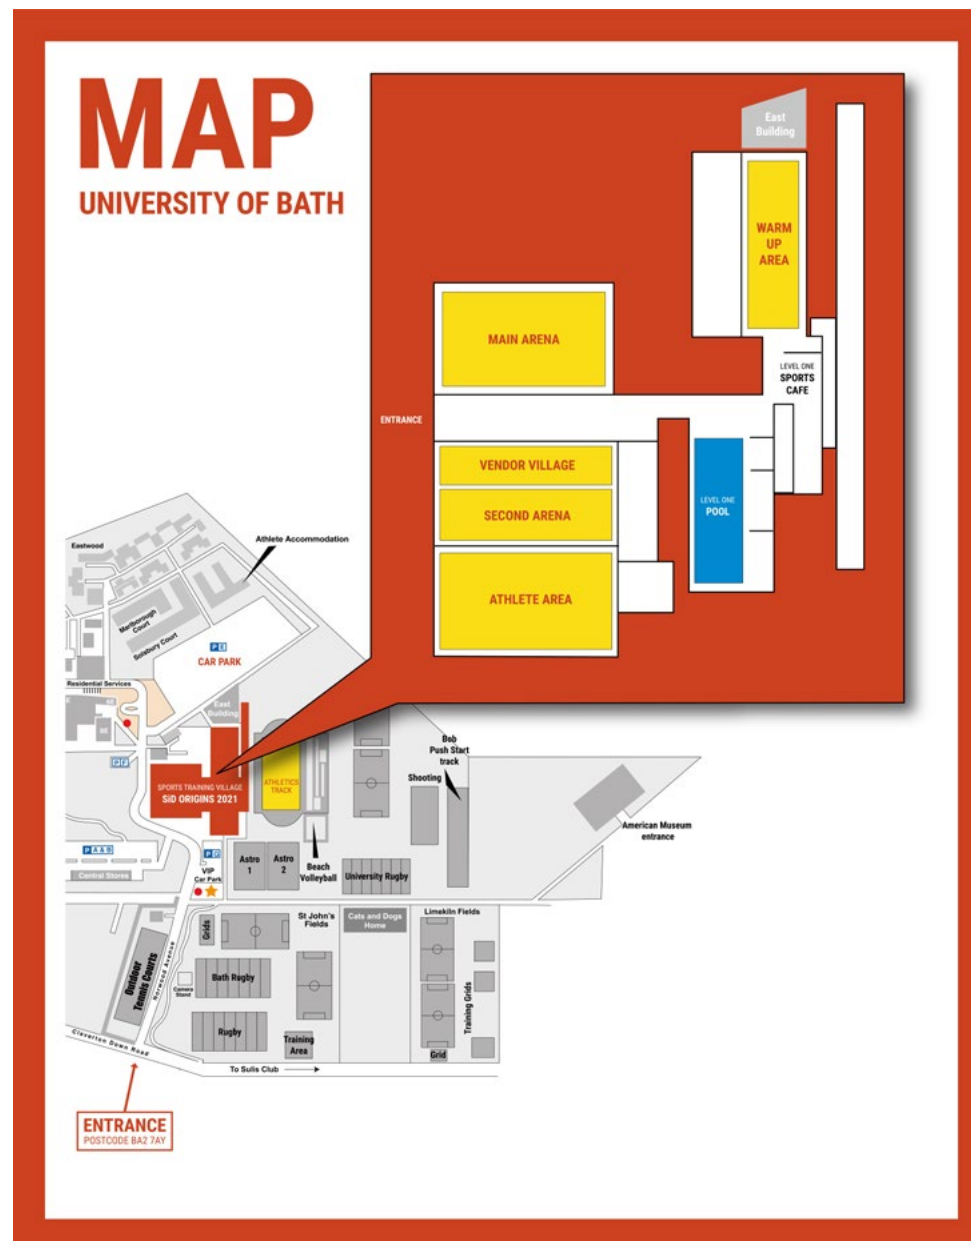 MAP
UNIVERSITY OF BATH
East
Building
WARM
UP
AREA
MAIN ARENA
LEVEL ONE
SPORTS
CAFE
ENTRANCE
VENDOR VILLAGE
SECOND ARENA
LEVEL ONE
POOL
ATHLETE AREA
Eastwood
Athlete Accommodation
Marlborough
Court
Solsbury Court
P E
CAR PARK
Residential Services
East
Building
P F
SPORTS TRAINING VILLAGE
SiD ORIGINS 2021
ATHLETICS
TRACK
Bob
Push Start
track
Shooting
American Museum
entrance
P A & B
Central Stores
VIP
Car Park
Astro
1
Astro
2
Beach
Volleyball
University Rugby
St John's
Fields
Cats and Dogs
Home
Limekiln Fields
Grids
Outdoor
Tennis Courts
Norwood Avenue
Camera
Stand
Bath Rugby
Rugby
Training
Area
Training Grids
Grid
Claverton Down Road
To Sulis Club
ENTRANCE
POSTCODE BA2 7AY